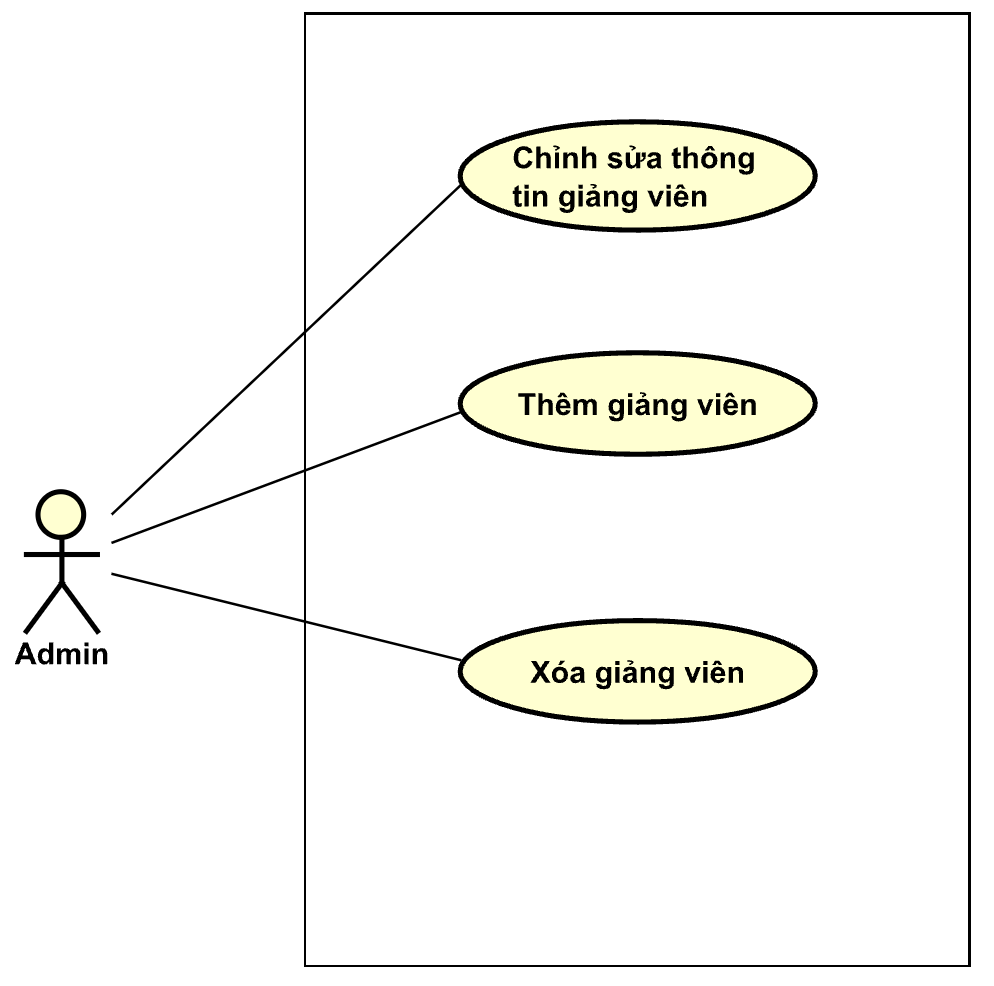 Chỉnh sửa thông
tin giảng viên
Thêm giảng viên
Admin
Xóa giảng viên